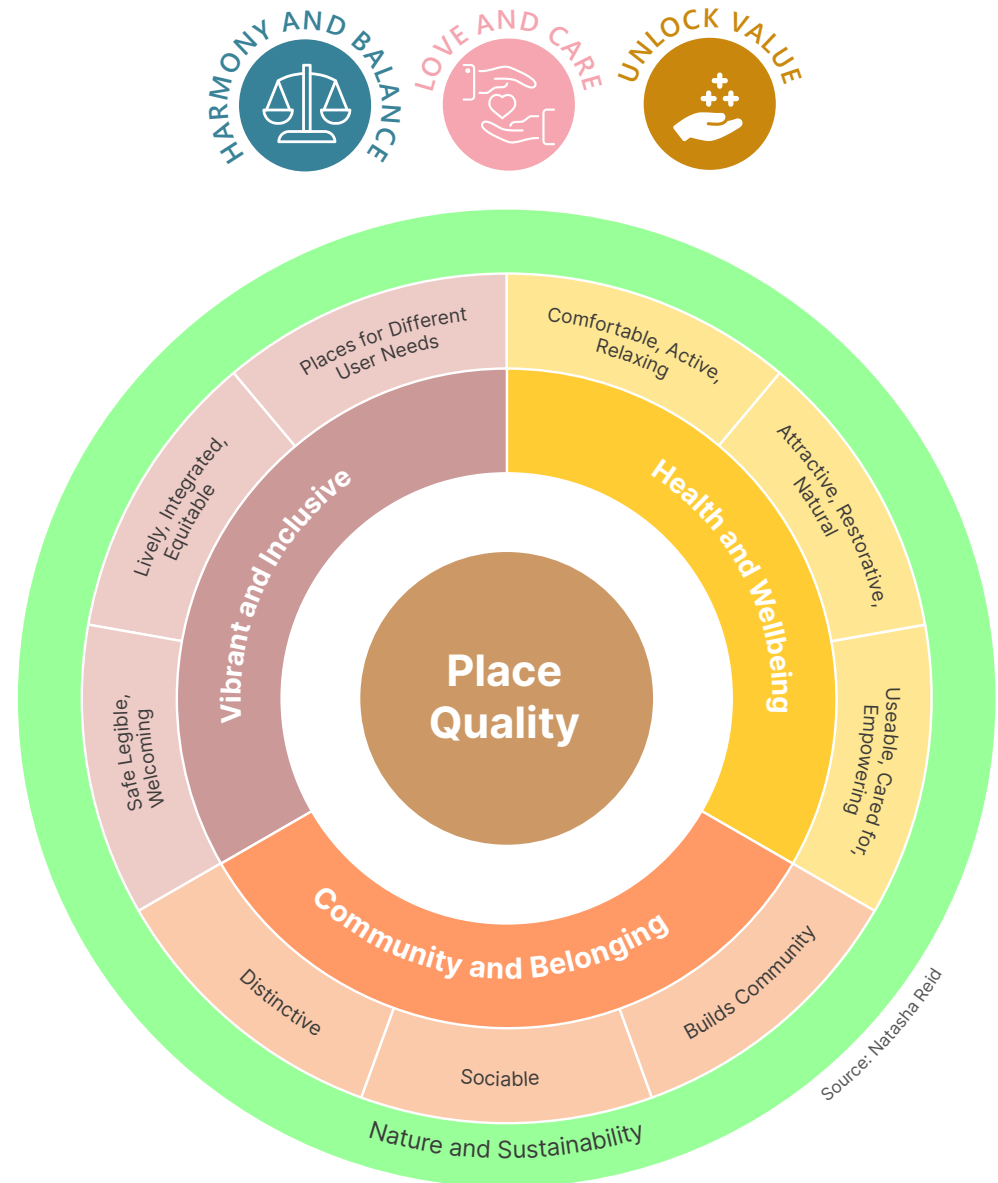 HARMONY AND BALANCE
LOVE AND CARE
UNLOCK VALUE
Places for Different
User Needs
Comfortable, Active,
Relaxing
Lively, Integrated,
Equitable
Attractive, Restorative,
Natural
Vibrant and Inclusive
Health and Wellbeing
Place
Quality
Safe Legible,
Welcoming
Useable, Cared for,
Empowering
Community and Belonging
Distinctive
Sociable
Builds Community
Nature and Sustainability
Source: Natasha Reid